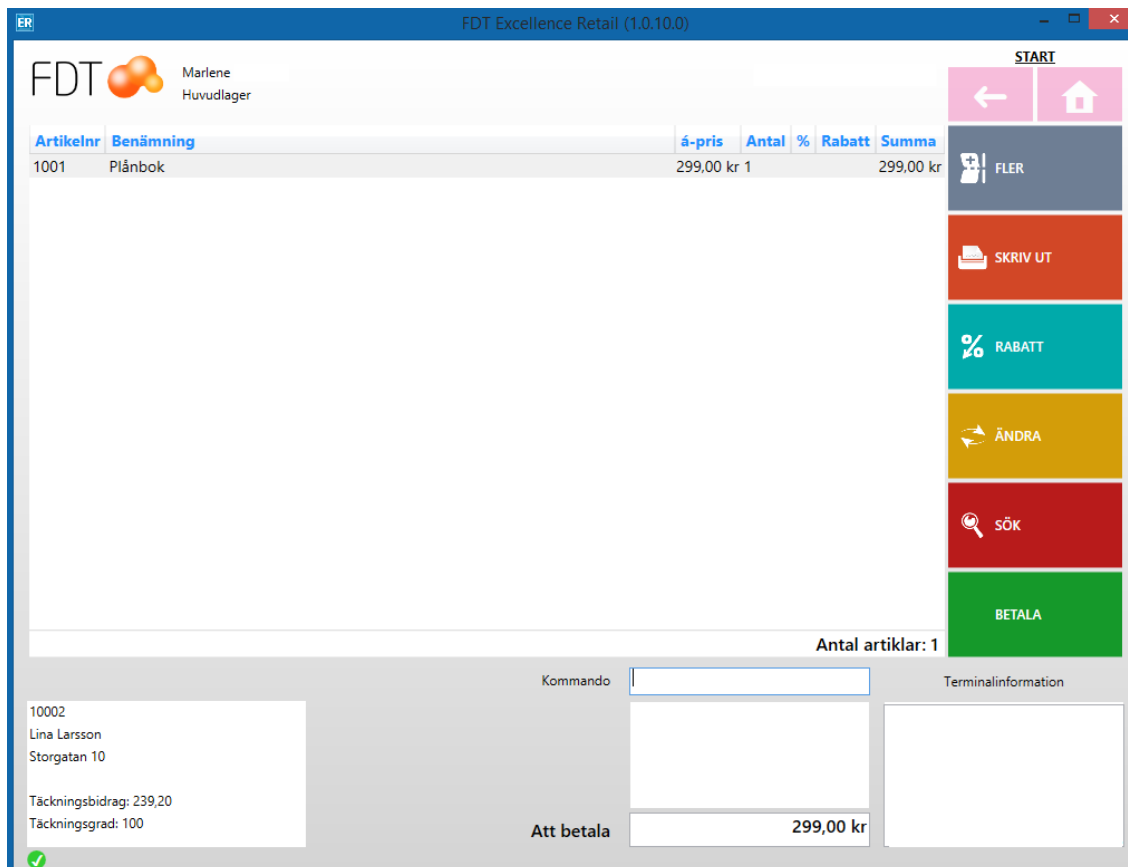 ER
FDT Excellence Retail (1.0.10.0)
FDT
Marlene
Huvudlager
START
Artikelnr Benämning á-pris Antal % Rabatt Summa
1001 Plånbok 299,00 kr 1 299,00 kr
FLER
SKRIV UT
RABATT
ÄNDRA
SÖK
BETALA
Antal artiklar: 1
Kommando
Terminalinformation
10002
Lina Larsson
Storgatan 10
Täckningsbidrag: 239,20
Täckningsgrad: 100
Att betala 299,00 kr